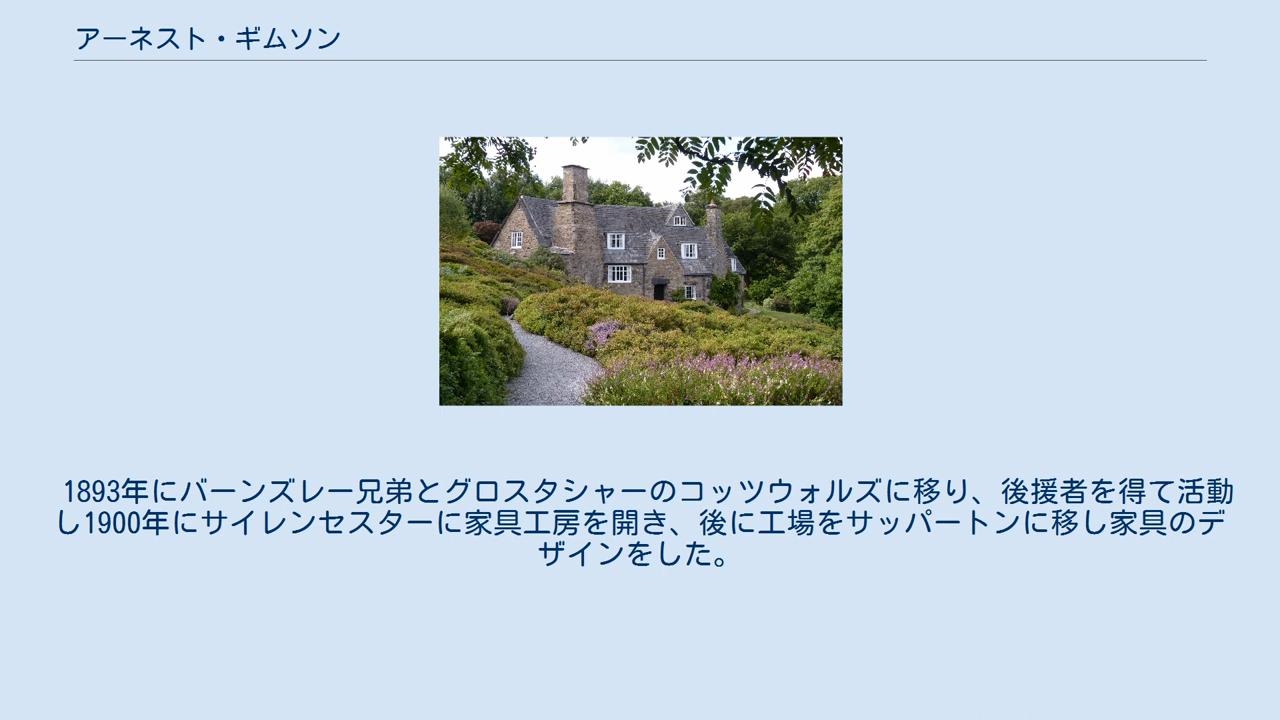 アーネスト・ギムソン
1893年にバーンズレー兄弟とグロスタシャーのコッツウォルズに移り、後援者を得て活動
し1900年にサイレンセスターに家具工房を開き、後に工場をサッパートンに移し家具のデ
ザインをした。